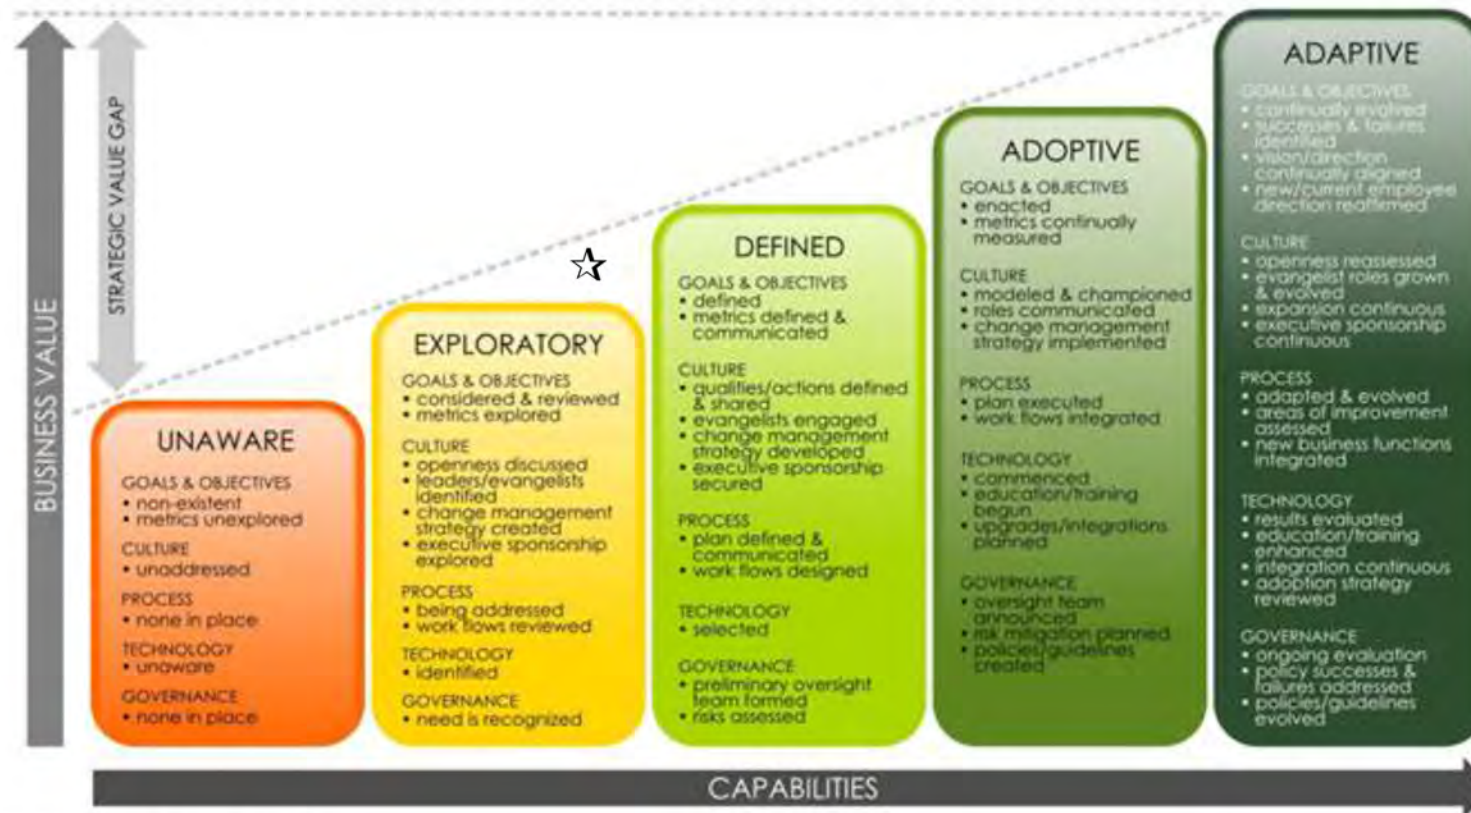 BUSINESS VALUE
STRATEGIC VALUE GAP
UNAWARE
GOALS & OBJECTIVES
• non-existent
• metrics unexplored
CULTURE
• unaddressed
PROCESS
• none in place
TECHNOLOGY
• unaware
GOVERNANCE
• none in place
EXPLORATORY
GOALS & OBJECTIVES
• considered & reviewed
• metrics explored
CULTURE
• openness discussed
• leaders/evangelists
identified
• change management
strategy created
• executive sponsorship
explored
PROCESS
• being addressed
• work flows reviewed
TECHNOLOGY
• identified
GOVERNANCE
• need is recognized
DEFINED
GOALS & OBJECTIVES
• defined
• metrics defined &
communicated
CULTURE
• qualities/actions defined
& shared
• evangelists engaged
• change management
strategy developed
• executive sponsorship
secured
PROCESS
• plan defined &
communicated
• work flows designed
TECHNOLOGY
• selected
GOVERNANCE
• preliminary oversight
team formed
• risks assessed
ADOPTIVE
GOALS & OBJECTIVES
• enacted
• metrics continually
measured
CULTURE
• modeled & championed
• roles communicated
• change management
strategy implemented
PROCESS
• plan executed
• work flows integrated
TECHNOLOGY
• commenced
• education/training
begun
• upgrades/integrations
planned
GOVERNANCE
• oversight team
announced
• risk mitigation planned
• policies/guidelines
created
ADAPTIVE
GOALS & OBJECTIVES
• continually evolved
• successes & failures
identified
• vision/direction
continually aligned
• new/current employee
direction reaffirmed
CULTURE
• openness reassessed
• evangelist roles grown
& evolved
• expansion continuous
• executive sponsorship
continuous
PROCESS
• adapted & evolved
• areas of improvement
assessed
• new business functions
integrated
TECHNOLOGY
• results evaluated
• education/training
enhanced
• integration continuous
• adoption strategy
reviewed
GOVERNANCE
• ongoing evaluation
• policy successes &
failures addressed
• policies/guidelines
evolved
CAPABILITIES